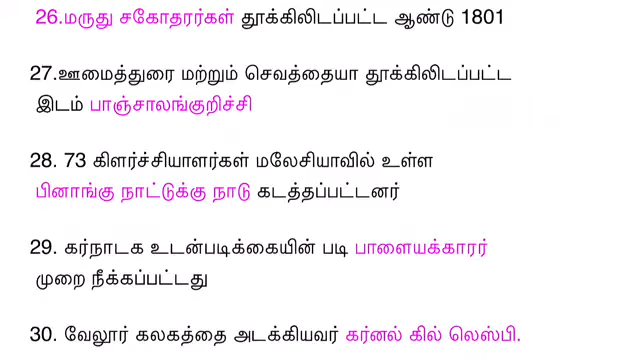 26.மருது சகோதரர்கள் தூக்கிலிடப்பட்ட ஆண்டு 1801
27.ஊமைத்துரை மற்றும் செவத்தையா தூக்கிலிடப்பட்ட
இடம் பாஞ்சாலங்குறிச்சி
28. 73 கிளர்ச்சியாளர்கள் மலேசியாவில் உள்ள
பினாங்கு நாட்டுக்கு நாடு கடத்தப்பட்டனர்
29. கர்நாடக உடன்படிக்கையின் படி பாளையக்காரர்
முறை நீக்கப்பட்டது
30. வேலூர் கலகத்தை அடக்கியவர் கர்னல் கில் லெஸ்பி.